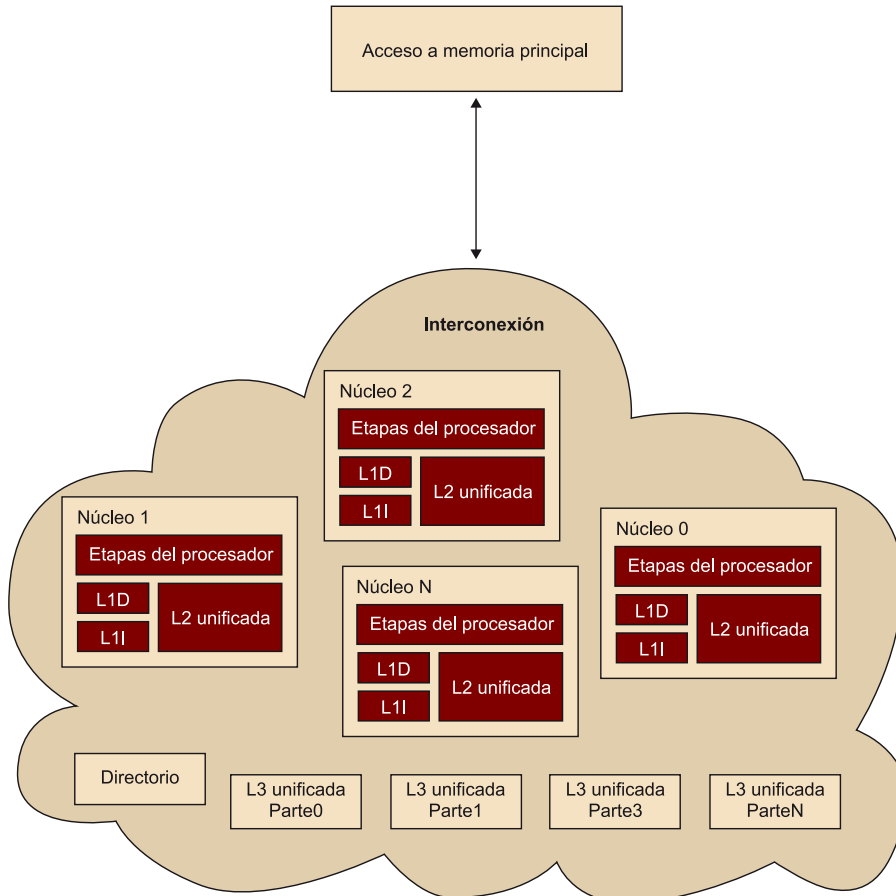 Acceso a memoria principal
Interconexión
Núcleo 2
Etapas del procesador
L1D
L1I
L2 unificada
Núcleo 1
Etapas del procesador
L1D
L1I
L2 unificada
Núcleo 0
Etapas del procesador
L1D
L1I
L2 unificada
Núcleo N
Etapas del procesador
L1D
L1I
L2 unificada
Directorio
L3 unificada
Parte0
L3 unificada
Parte1
L3 unificada
Parte3
L3 unificada
ParteN